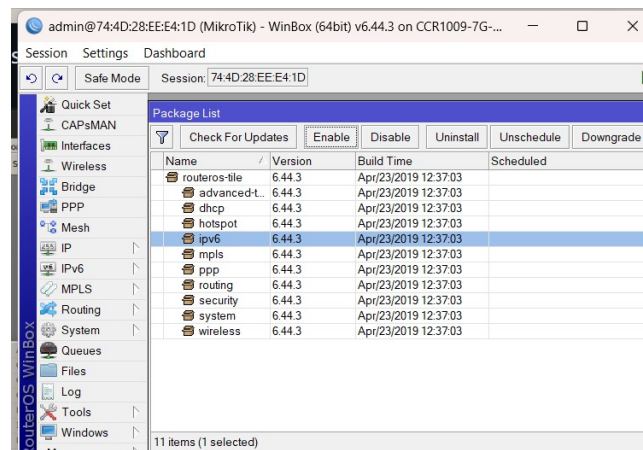 admin@74:4D:28:EE:E4:1D (MikroTik) - WinBox (64bit) v6.44.3 on CCR1009-7G-...
Session Settings Dashboard
Safe Mode Session: 74:4D:28:EE:E4:1D
Quick Set
CAPsMAN
Interfaces
Wireless
Bridge
PPP
Mesh
IP
IPv6
MPLS
Routing
System
Queues
Files
Log
Tools
Windows
RouterOS WinBox
Package List
Check For Updates Enable Disable Uninstall Unschedule Downgrade
Name / Version Build Time Scheduled
routeros-tile 6.44.3 Apr/23/2019 12:37:03
advanced-t... 6.44.3 Apr/23/2019 12:37:03
dhcp 6.44.3 Apr/23/2019 12:37:03
hotspot 6.44.3 Apr/23/2019 12:37:03
ipv6 6.44.3 Apr/23/2019 12:37:03
mpls 6.44.3 Apr/23/2019 12:37:03
ppp 6.44.3 Apr/23/2019 12:37:03
routing 6.44.3 Apr/23/2019 12:37:03
security 6.44.3 Apr/23/2019 12:37:03
system 6.44.3 Apr/23/2019 12:37:03
wireless 6.44.3 Apr/23/2019 12:37:03
11 items (1 selected)